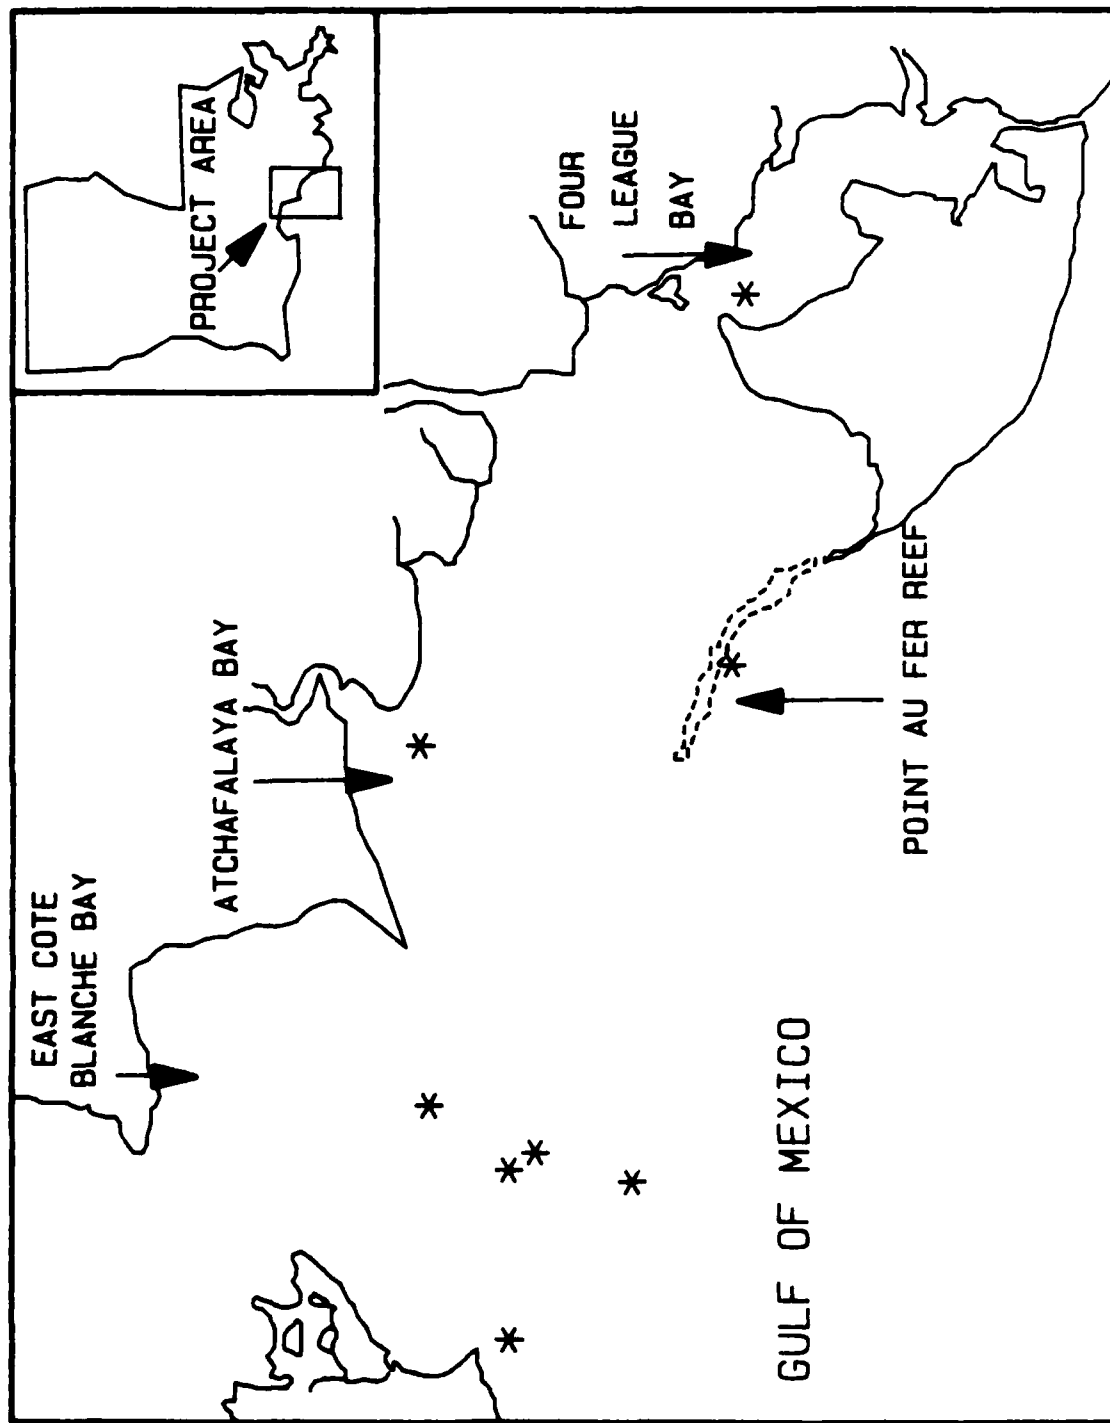 EAST COTE
BLANCHE BAY
ATCHAFALAYA BAY
PROJECT AREA
FOUR
LEAGUE
BAY
POINT AU FER REEF
GULF OF MEXICO